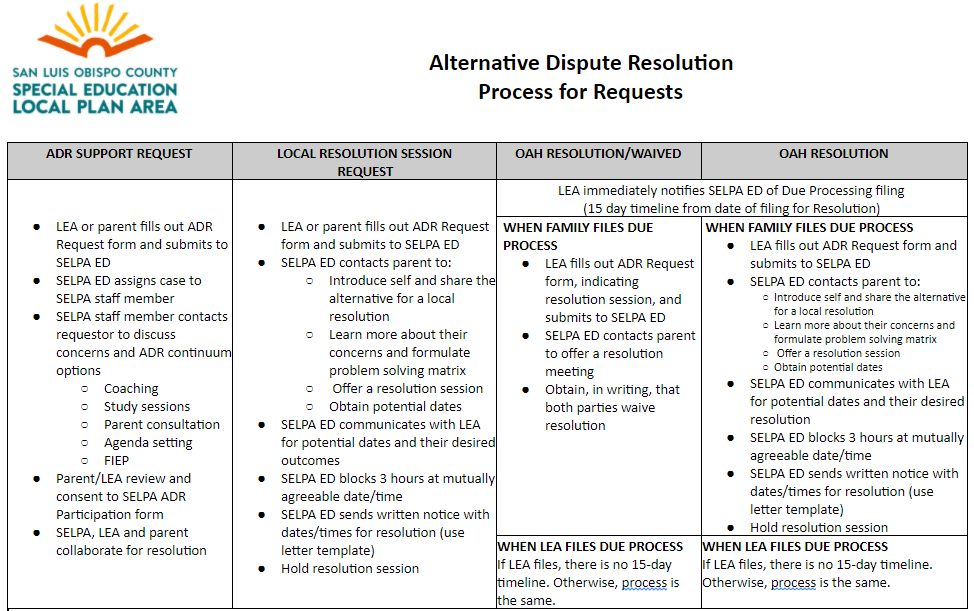 SAN LUIS OBISPO COUNTY
SPECIAL EDUCATION
LOCAL PLAN AREA
Alternative Dispute Resolution
Process for Requests
ADR SUPPORT REQUEST
● LEA or parent fills out ADR
Request form and submits to
SELPA ED
● SELPA ED assigns case to
SELPA staff member
● SELPA staff member contacts
requestor to discuss
concerns and ADR continuum
options
○ Coaching
○ Study sessions
○ Parent consultation
○ Agenda setting
○ FIEP
● Parent/LEA review and
consent to SELPA ADR
Participation form
● SELPA, LEA and parent
collaborate for resolution
LOCAL RESOLUTION SESSION
REQUEST
● LEA or parent fills out ADR Request
form and submits to SELPA ED
● SELPA ED contacts parent to:
○ Introduce self and share the
alternative for a local
resolution
○ Learn more about their
concerns and formulate
problem solving matrix
○ Offer a resolution session
○ Obtain potential dates
● SELPA ED communicates with LEA
for potential dates and their desired
outcomes
● SELPA ED blocks 3 hours at mutually
agreeable date/time
● SELPA ED sends written notice with
dates/times for resolution (use
letter template)
● Hold resolution session
OAH RESOLUTION/WAIVED
OAH RESOLUTION
LEA immediately notifies SELPA ED of Due Processing filing
(15 day timeline from date of filing for Resolution)
WHEN FAMILY FILES DUE
PROCESS
● LEA fills out ADR Request
form, indicating
resolution session, and
submits to SELPA ED
● SELPA ED contacts parent
to offer a resolution
meeting
● Obtain, in writing, that
both parties waive
resolution
WHEN LEA FILES DUE PROCESS
If LEA files, there is no 15-day
timeline. Otherwise, process is
the same.
WHEN FAMILY FILES DUE PROCESS
● LEA fills out ADR Request form and
submits to SELPA ED
● SELPA ED contacts parent to:
○ Introduce self and share the alternative
for a local resolution
○ Learn more about their concerns and
formulate problem solving matrix
○ Offer a resolution session
○ Obtain potential dates
● SELPA ED communicates with LEA
for potential dates and their desired
resolution
● SELPA ED blocks 3 hours at mutually
agreeable date/time
● SELPA ED sends written notice with
dates/times for resolution (use
letter template)
● Hold resolution session
WHEN LEA FILES DUE PROCESS
If LEA files, there is no 15-day timeline.
Otherwise, process is the same.